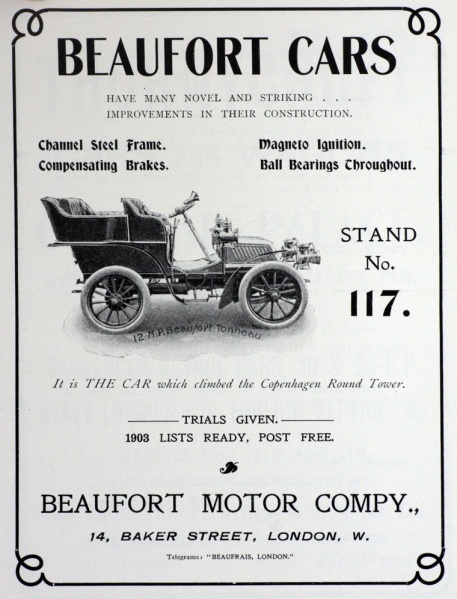 BEAUFORT CARS
HAVE MANY NOVEL AND STRIKING . . .
IMPROVEMENTS IN THEIR CONSTRUCTION.
Channel Steel Frame.
Compensating Brakes.
Magneto Ignition.
Ball Bearings Throughout.
STAND
No.
117.
12 H.P. Beaufort Tonneau
It is THE CAR which climbed the Copenhagen Round Tower.
TRIALS GIVEN.
1903 LISTS READY, POST FREE.
BEAUFORT MOTOR COMPY.,
14, BAKER STREET, LONDON, W.
Telegrams: "BEAUFRAIS, LONDON."